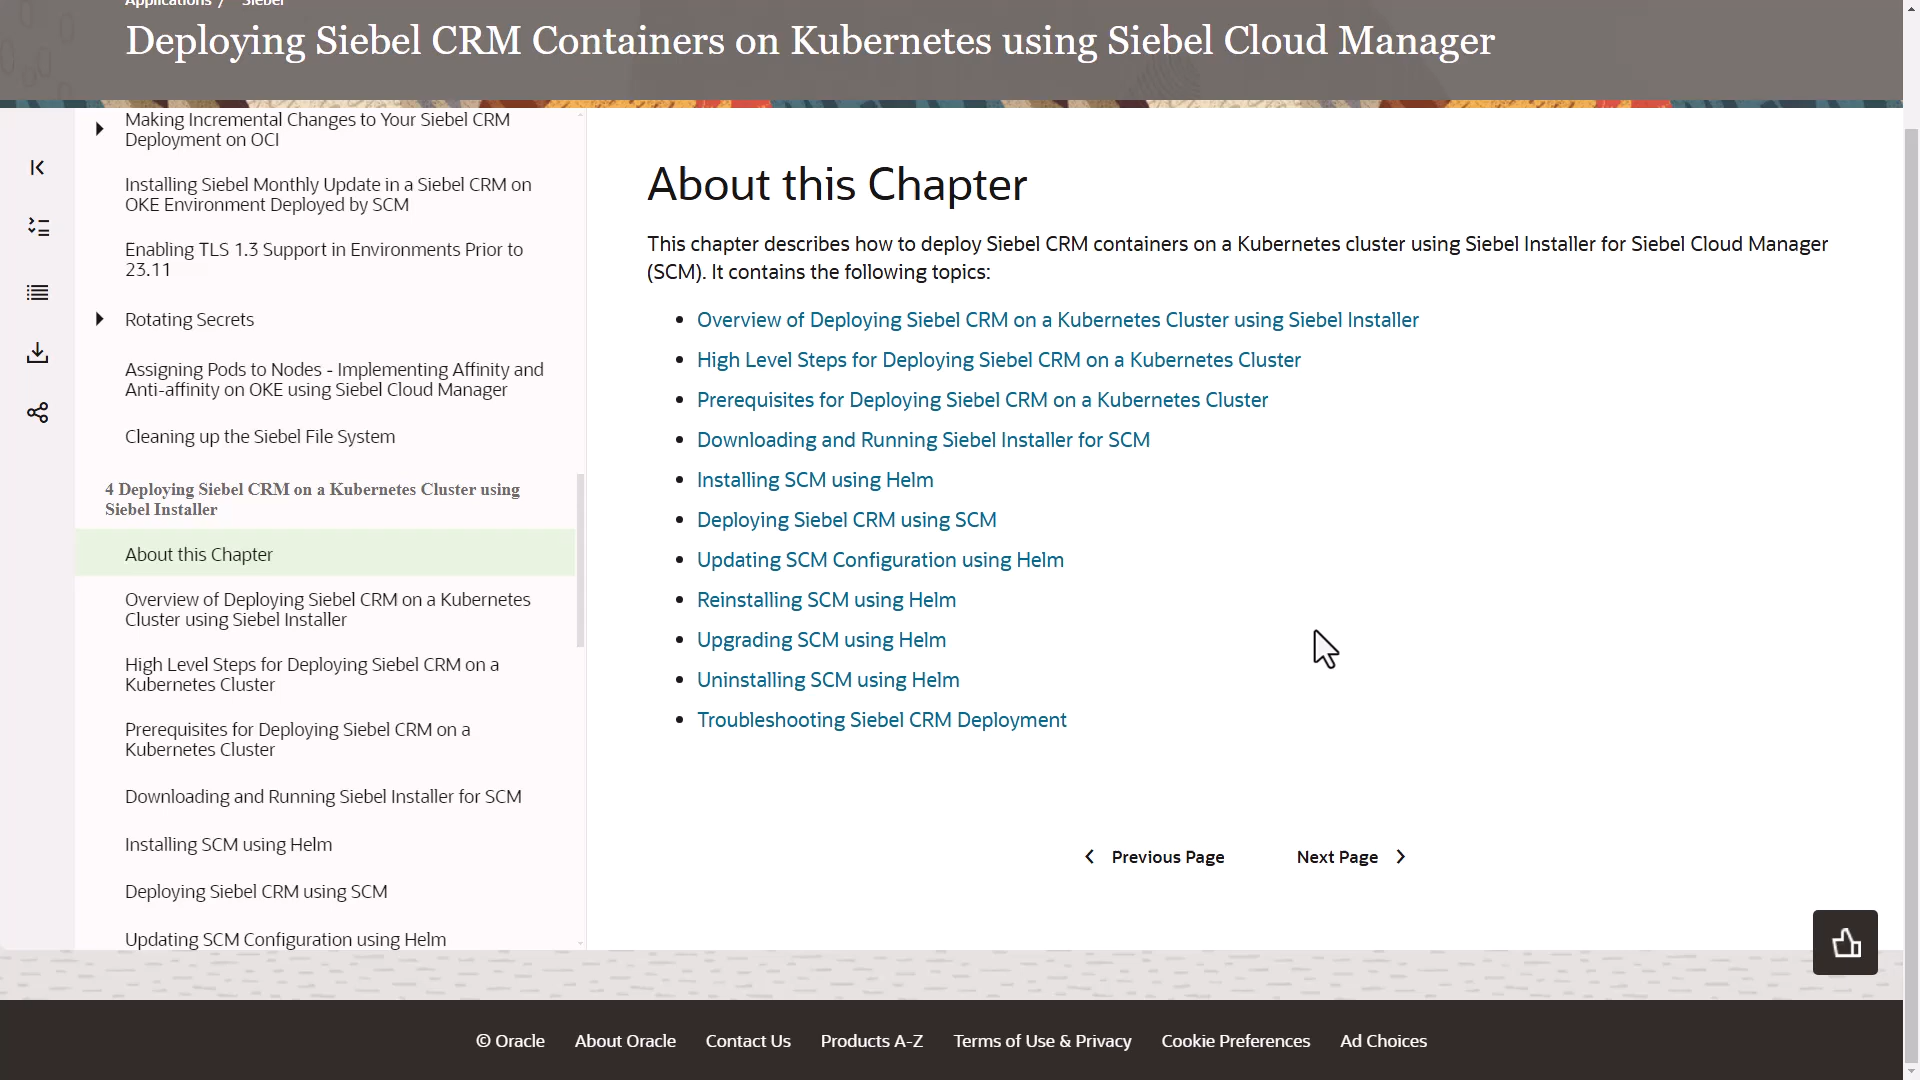 Applications / Siebel
Deploying Siebel CRM Containers on Kubernetes using Siebel Cloud Manager
Making Incremental Changes to Your Siebel CRM
Deployment on OCI
Installing Siebel Monthly Update in a Siebel CRM on
OKE Environment Deployed by SCM
Enabling TLS 1.3 Support in Environments Prior to
23.11
Rotating Secrets
Assigning Pods to Nodes - Implementing Affinity and
Anti-affinity on OKE using Siebel Cloud Manager
Cleaning up the Siebel File System
4 Deploying Siebel CRM on a Kubernetes Cluster using
Siebel Installer
About this Chapter
Overview of Deploying Siebel CRM on a Kubernetes
Cluster using Siebel Installer
High Level Steps for Deploying Siebel CRM on a
Kubernetes Cluster
Prerequisites for Deploying Siebel CRM on a
Kubernetes Cluster
Downloading and Running Siebel Installer for SCM
Installing SCM using Helm
Deploying Siebel CRM using SCM
Updating SCM Configuration using Helm
About this Chapter
This chapter describes how to deploy Siebel CRM containers on a Kubernetes cluster using Siebel Installer for Siebel Cloud Manager
(SCM). It contains the following topics:
• Overview of Deploying Siebel CRM on a Kubernetes Cluster using Siebel Installer
• High Level Steps for Deploying Siebel CRM on a Kubernetes Cluster
• Prerequisites for Deploying Siebel CRM on a Kubernetes Cluster
• Downloading and Running Siebel Installer for SCM
• Installing SCM using Helm
• Deploying Siebel CRM using SCM
• Updating SCM Configuration using Helm
• Reinstalling SCM using Helm
• Upgrading SCM using Helm
• Uninstalling SCM using Helm
• Troubleshooting Siebel CRM Deployment
Previous Page Next Page
© Oracle About Oracle Contact Us Products A-Z Terms of Use & Privacy Cookie Preferences Ad Choices